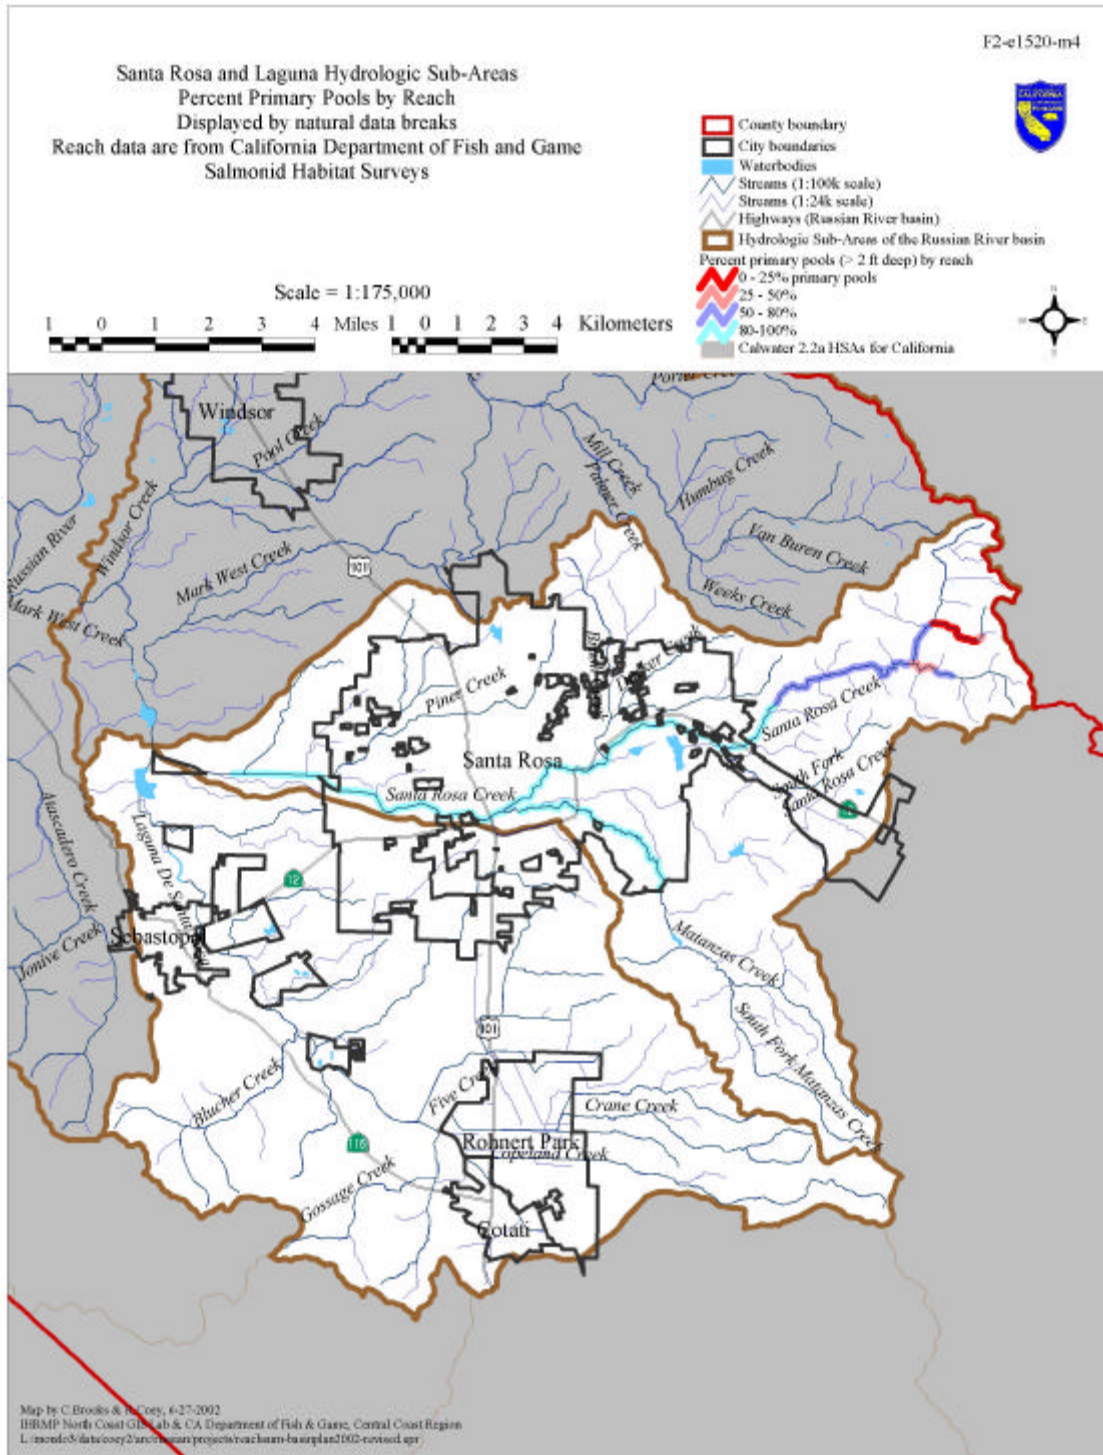 F2-e1520-m4
Santa Rosa and Laguna Hydrologic Sub-Areas
Percent Primary Pools by Reach
Displayed by natural data breaks
Reach data are from California Department of Fish and Game
Salmonid Habitat Surveys
CALIFORNIA
County boundary
City boundaries
Waterbodies
Streams (1:100k scale)
Streams (1:24k scale)
Highways (Russian River basin)
Hydrologic Sub-Areas of the Russian River basin
Percent primary pools (> 2 ft deep) by reach
0 - 25% primary pools
25 - 50%
50 - 80%
80-100%
Calwater 2.2a HSAs for California
Scale = 1:175,000
1 0 1 2 3 4 Miles
1 0 1 2 3 4 Kilometers
N
W E
S
Windsor
Pool Creek
Mill Creek
Palmer Creek
Humbug Creek
Van Buren Creek
Weeks Creek
Russian River
Windsor Creek
Mark West Creek
Mark West Creek
101
Piner Creek
Santa Rosa Creek
Santa Rosa
Santa Rosa Creek
South Fork
Santa Rosa Creek
12
Atascadero Creek
Laguna De Santa
12
Sebastopol
Jonive Creek
Matanzas Creek
South Fork Matanzas Creek
101
Blucher Creek
Five Creek
Crane Creek
116
Rohnert Park
Copeland Creek
Gossage Creek
Cotati
Map by C.Brooks & R.Coey, 6-27-2002
IHRMP North Coast GIS Lab & CA Department of Fish & Game, Central Coast Region